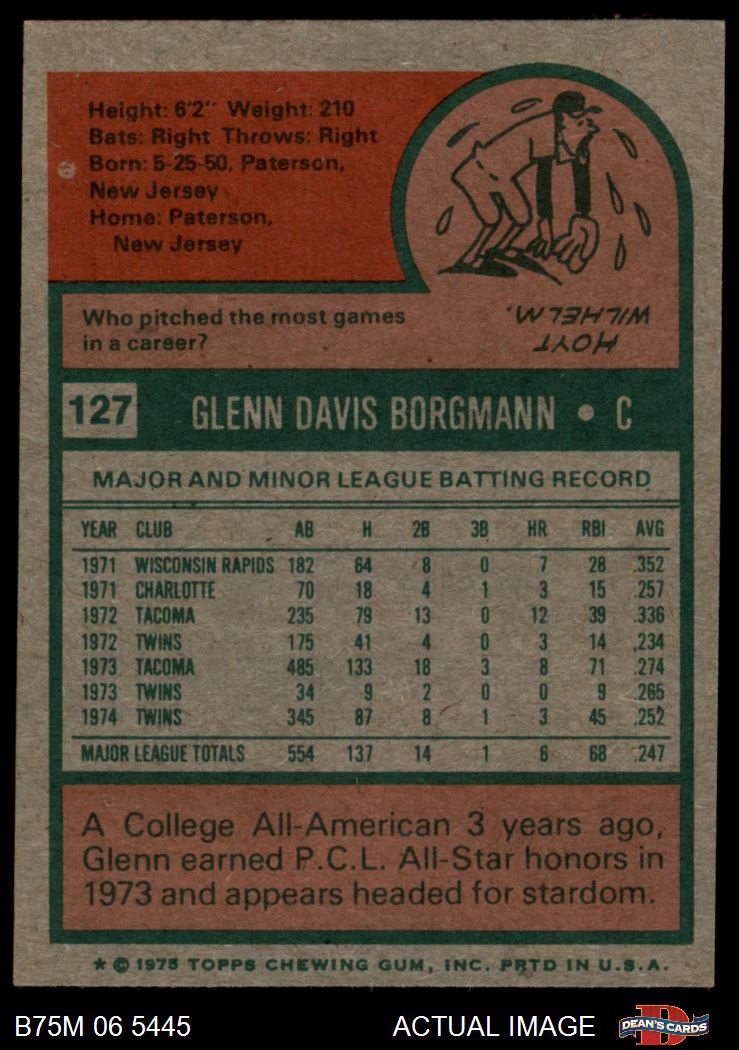 Height: 6'2" Weight: 210
Bats: Right Throws: Right
Born: 5-25-50, Paterson,
New Jersey
Home: Paterson,
New Jersey
Who pitched the most games
in a career?
HOYT
WILHELM.
127 GLENN DAVIS BORGMANN • C
MAJOR AND MINOR LEAGUE BATTING RECORD
YEAR CLUB AB H 2B 3B HR RBI AVG
1971 WISCONSIN RAPIDS 182 64 8 0 7 28 .352
1971 CHARLOTTE 70 18 4 1 3 15 .257
1972 TACOMA 235 79 13 0 12 39 .336
1972 TWINS 175 41 4 0 3 14 .234
1973 TACOMA 485 133 18 3 8 71 .274
1973 TWINS 34 9 2 0 0 9 .265
1974 TWINS 345 87 8 1 3 45 .252
MAJOR LEAGUE TOTALS 554 137 14 1 6 68 .247
A College All-American 3 years ago,
Glenn earned P.C.L. All-Star honors in
1973 and appears headed for stardom.
* © 1975 TOPPS CHEWING GUM, INC. PRTD IN U.S.A.
B75M 06 5445 ACTUAL IMAGE D DEAN'S CARDS